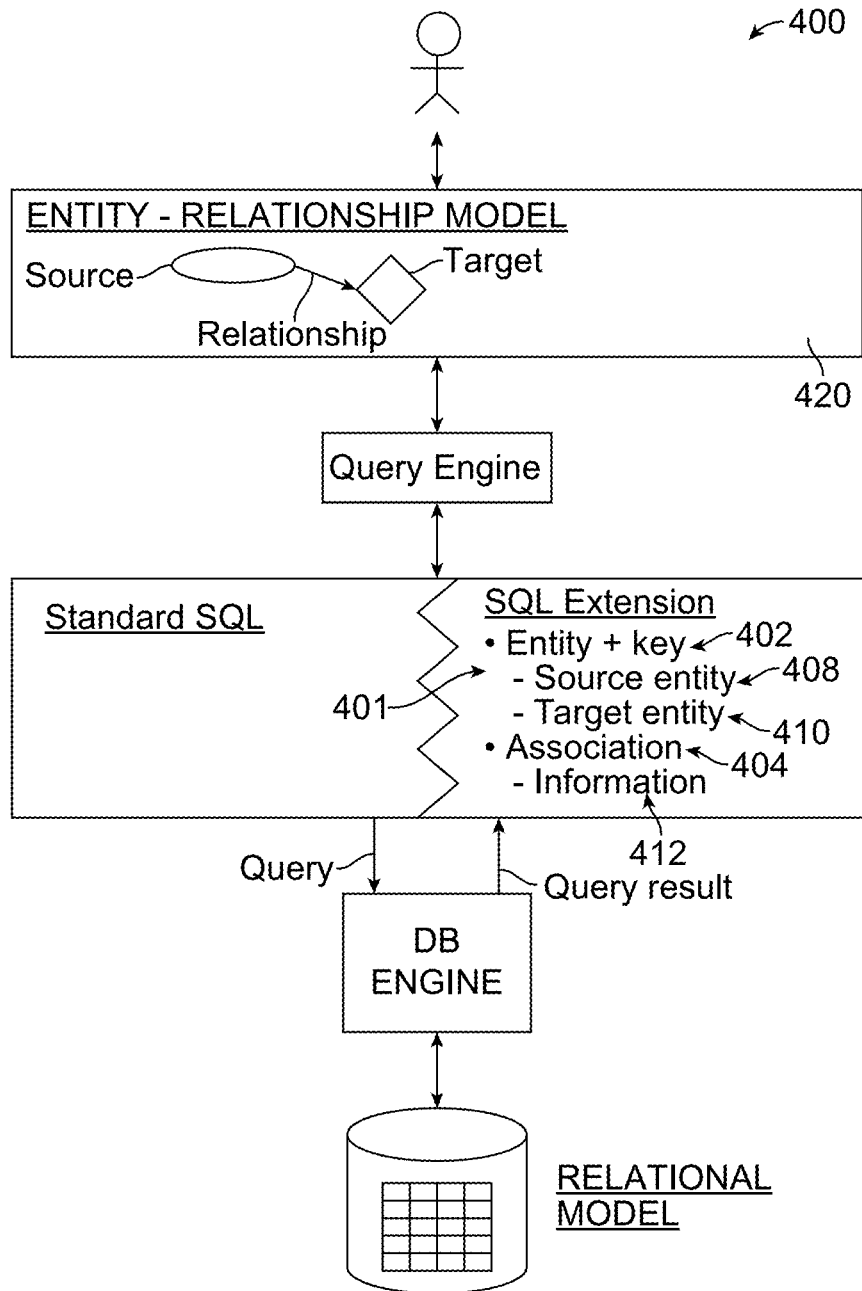 400
ENTITY - RELATIONSHIP MODEL
Source
Target
Relationship
420
Query Engine
Standard SQL
SQL Extension
• Entity + key 402
- Source entity 408
401
- Target entity 410
• Association 404
- Information
412
Query
Query result
DB
ENGINE
RELATIONAL
MODEL